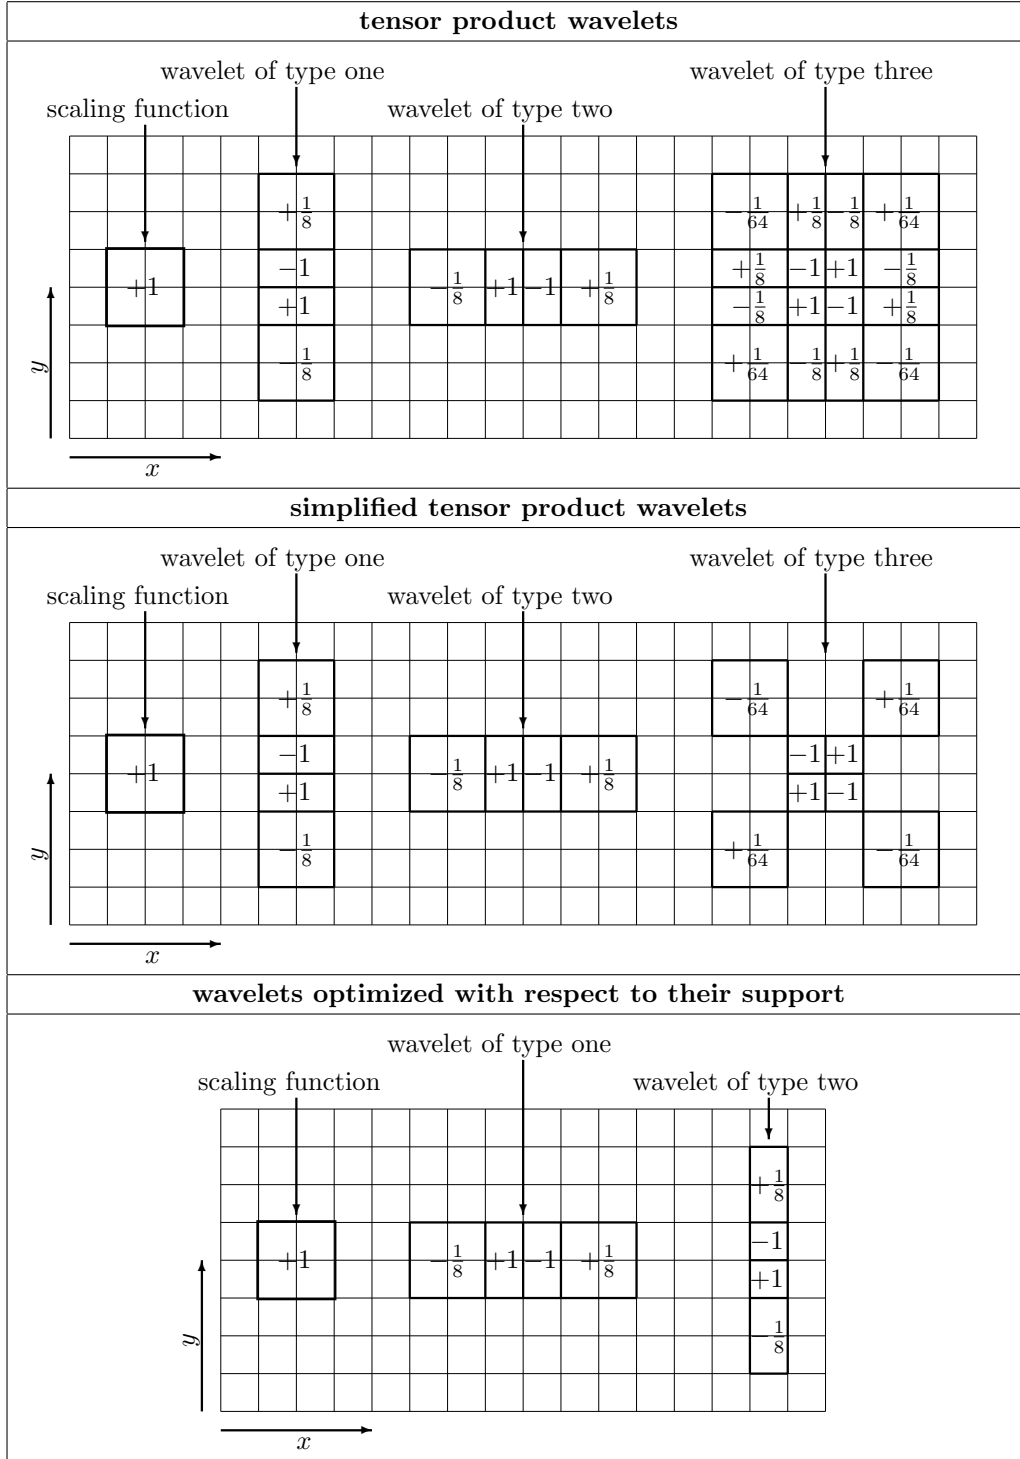 tensor product wavelets
wavelet of type one wavelet of type three
scaling function wavelet of type two
+1/8 −1/64 +1/8 −1/8 +1/64
−1 +1/8 −1 +1 −1/8
+1 −1/8 +1 −1 +1/8
+1 −1/8 +1 −1 +1/8
−1/8 +1/64 −1/8 +1/8 −1/64
y
x
simplified tensor product wavelets
wavelet of type one wavelet of type three
scaling function wavelet of type two
+1/8 −1/64 +1/64
−1 −1 +1
+1 −1/8 +1 −1 +1/8
+1 +1 −1
−1/8 +1/64 −1/64
y
x
wavelets optimized with respect to their support
wavelet of type one
scaling function wavelet of type two
+1/8
−1
+1 −1/8 +1 −1 +1/8
+1
−1/8
y
x